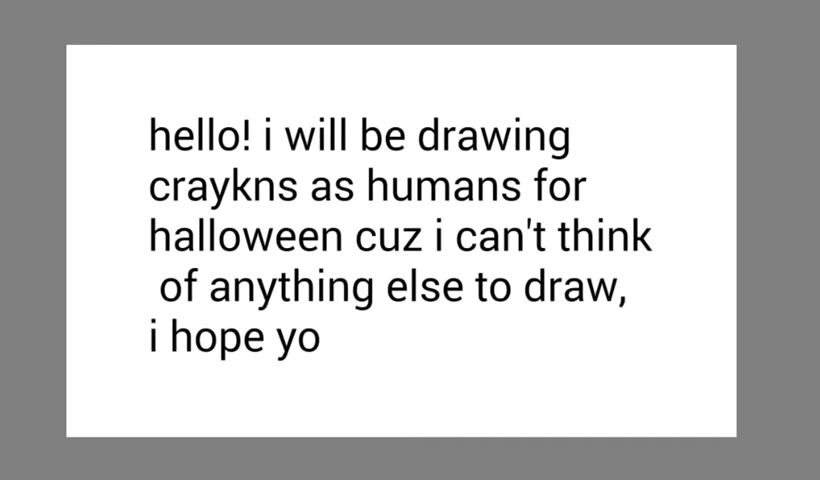 hello! i will be drawing
craykns as humans for
halloween cuz i can't think
of anything else to draw,
i hope yo